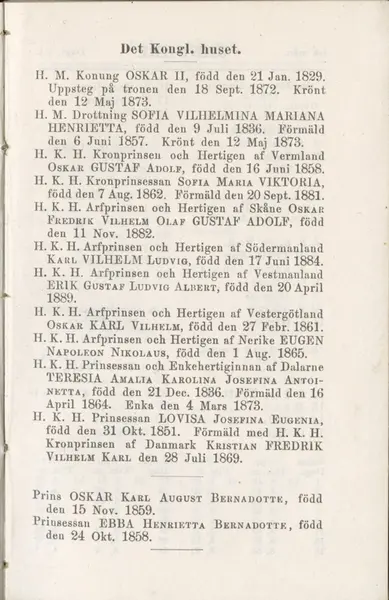 Det Kongl. huset.
H. M. Konung OSKAR II, född den 21 Jan. 1829.
Uppsteg på tronen den 18 Sept. 1872. Krönt
den 12 Maj 1873.
H. M. Drottning SOFIA VILHELMINA MARIANA
HENRIETTA, född den 9 Juli 1836. Förmäld
den 6 Juni 1857. Krönt den 12 Maj 1873.
H. K. H. Kronprinsen och Hertigen af Vermland
OSKAR GUSTAF ADOLF, född den 16 Juni 1858.
H. K. H. Kronprinsessan SOFIA MARIA VIKTORIA,
född den 7 Aug. 1862. Förmäld den 20 Sept. 1881.
H. K. H. Arfprinsen och Hertigen af Skåne OSKAR
FREDRIK VILHELM OLAF GUSTAF ADOLF, född
den 11 Nov. 1882.
H. K. H. Arfprinsen och Hertigen af Södermanland
KARL VILHELM LUDVIG, född den 17 Juni 1884.
H. K. H. Arfprinsen och Hertigen af Vestmanland
ERIK GUSTAF LUDVIG ALBERT, född den 20 April
1889.
H. K. H. Arfprinsen och Hertigen af Vestergötland
OSKAR KARL VILHELM, född den 27 Febr. 1861.
H. K. H. Arfprinsen och Hertigen af Nerike EUGEN
NAPOLEON NIKOLAUS, född den 1 Aug. 1865.
H. K. H. Prinsessan och Enkehertiginnan af Dalarne
TERESIA AMALIA KAROLINA JOSEFINA ANTOI-
NETTA, född den 21 Dec. 1836. Förmäld den 16
April 1864. Enka den 4 Mars 1873.
H. K. H. Prinsessan LOVISA JOSEFINA EUGENIA,
född den 31 Okt. 1851. Förmäld med H. K. H.
Kronprinsen af Danmark KRISTIAN FREDRIK
VILHELM KARL den 28 Juli 1869.
Prins OSKAR KARL AUGUST BERNADOTTE, född
den 15 Nov. 1859.
Prinsessan EBBA HENRIETTA BERNADOTTE, född
den 24 Okt. 1858.